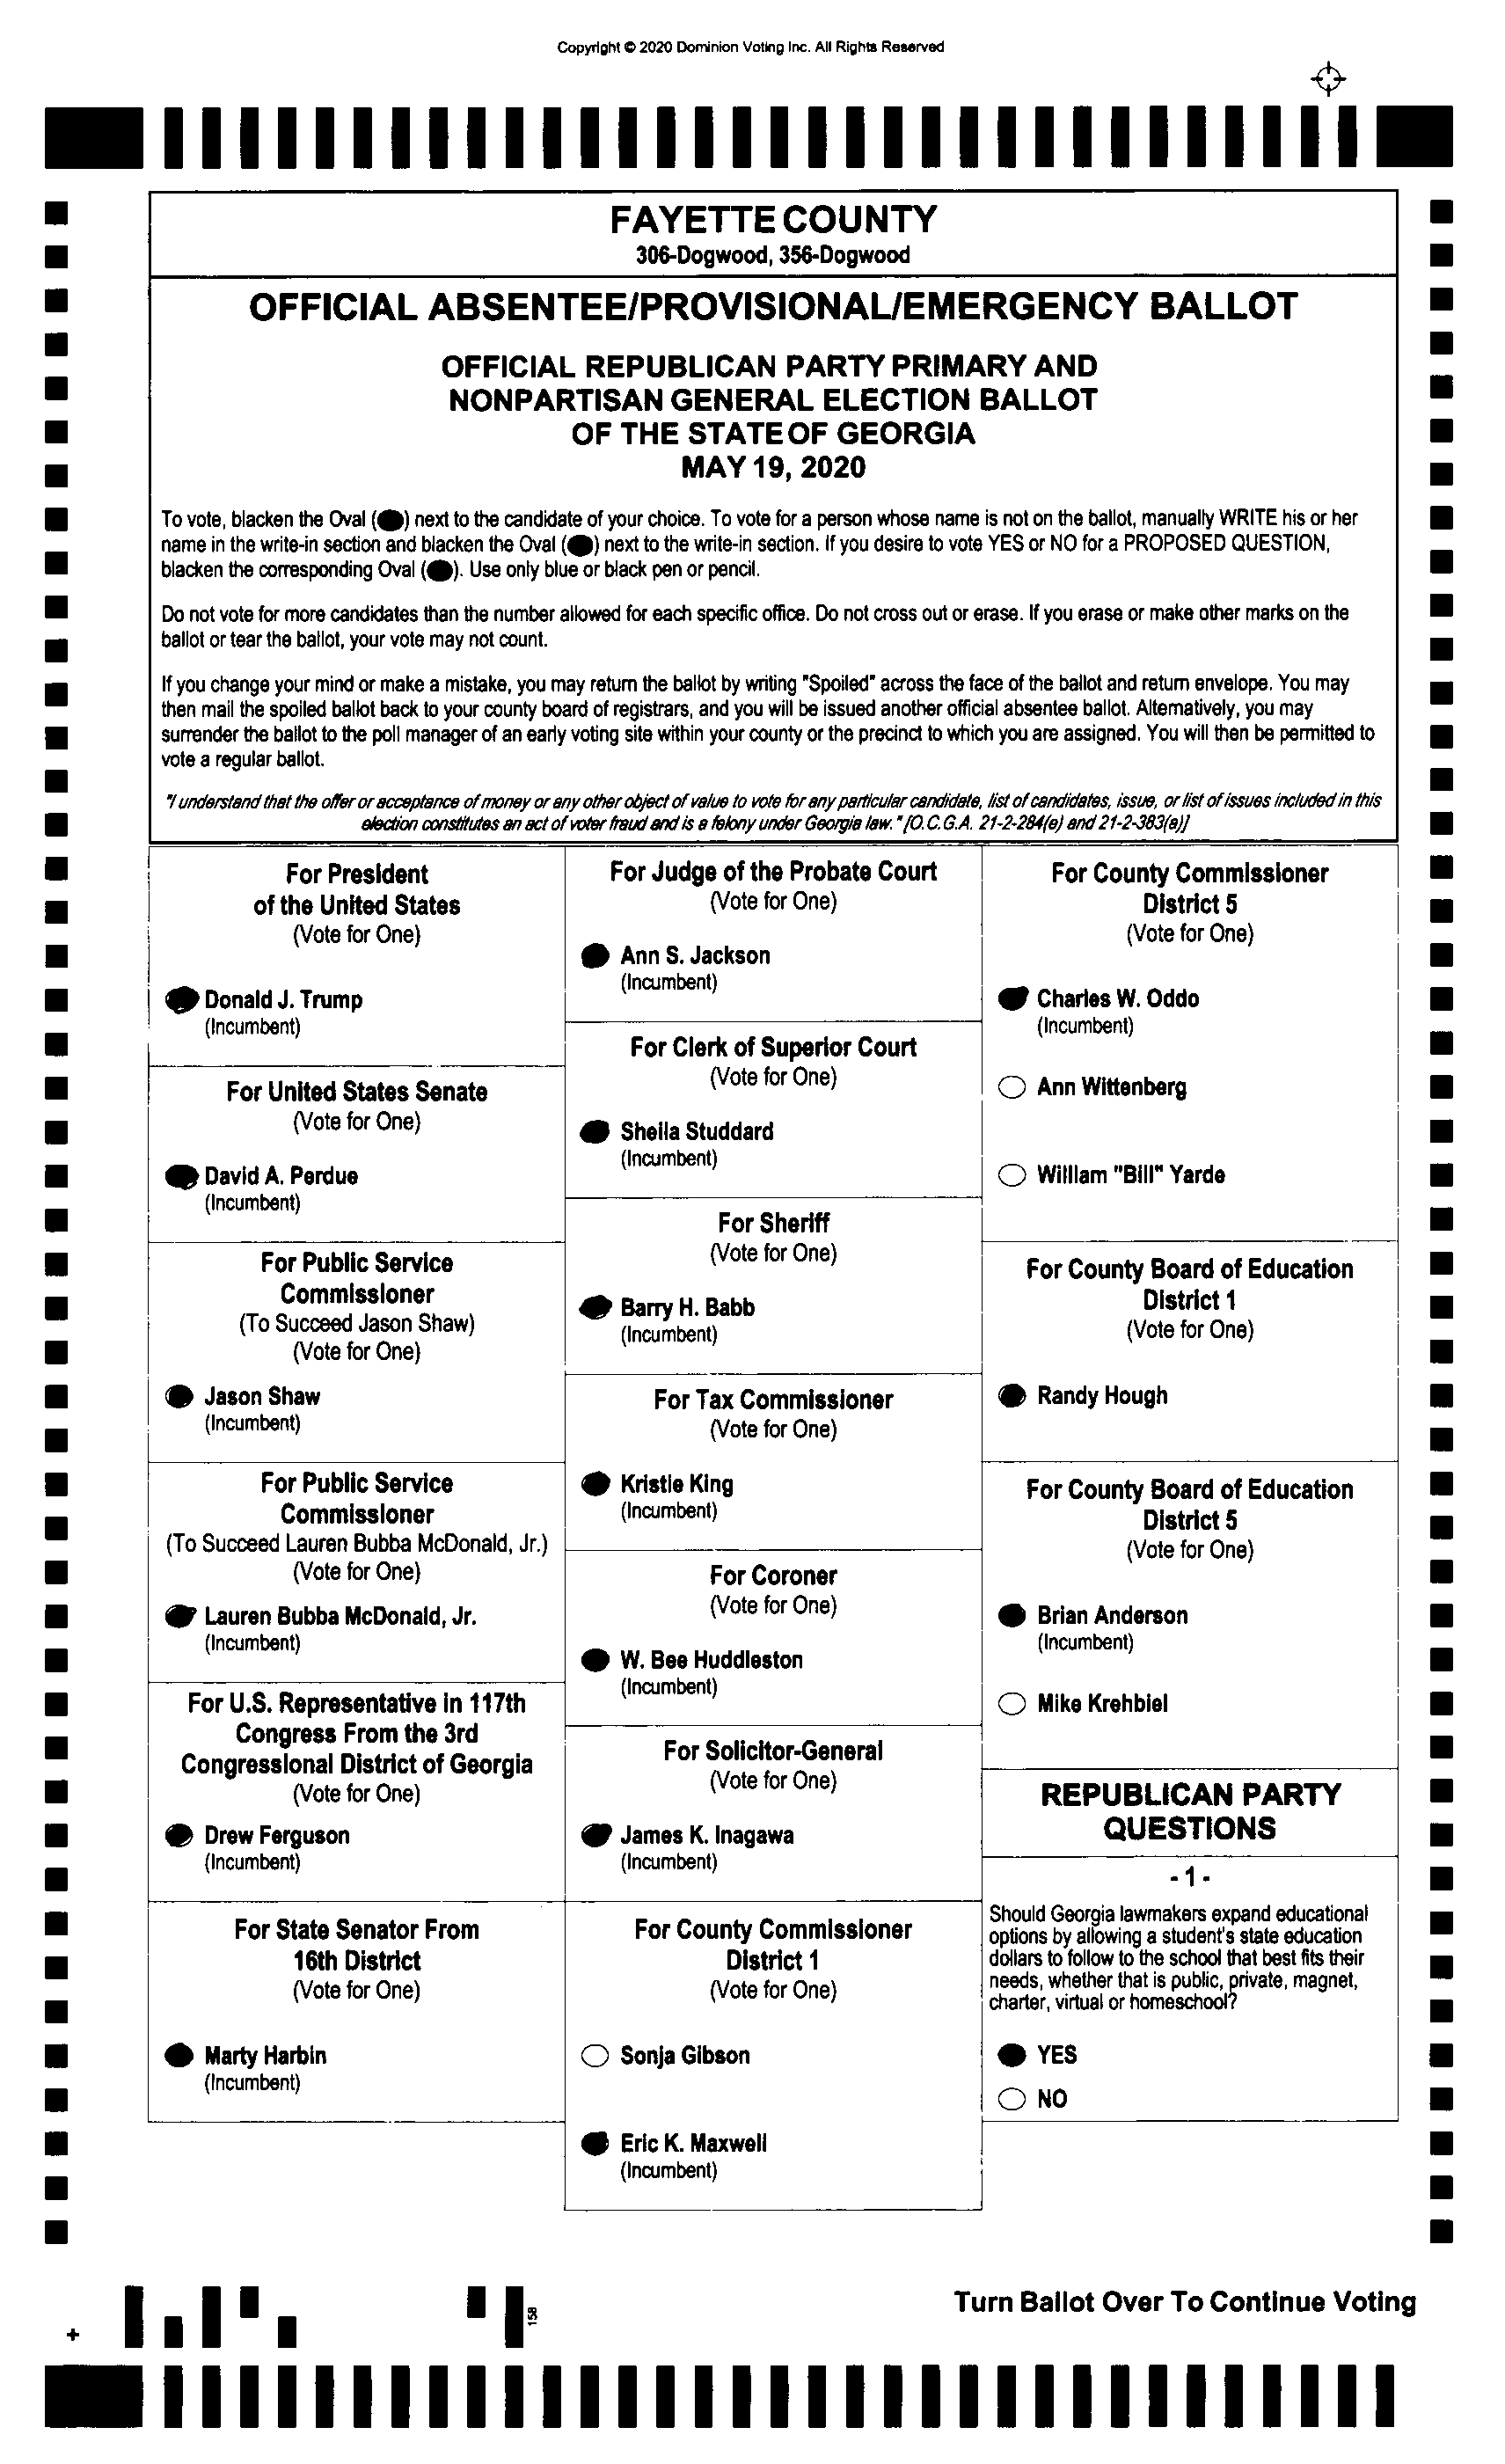 Copyright © 2020 Dominion Voting Inc. All Rights Reserved
FAYETTE COUNTY
306-Dogwood, 356-Dogwood
OFFICIAL ABSENTEE/PROVISIONAL/EMERGENCY BALLOT
OFFICIAL REPUBLICAN PARTY PRIMARY AND
NONPARTISAN GENERAL ELECTION BALLOT
OF THE STATE OF GEORGIA
MAY 19, 2020
To vote, blacken the Oval ( ) next to the candidate of your choice. To vote for a person whose name is not on the ballot, manually WRITE his or her
name in the write-in section and blacken the Oval ( ) next to the write-in section. If you desire to vote YES or NO for a PROPOSED QUESTION,
blacken the corresponding Oval ( ). Use only blue or black pen or pencil.
Do not vote for more candidates than the number allowed for each specific office. Do not cross out or erase. If you erase or make other marks on the
ballot or tear the ballot, your vote may not count.
If you change your mind or make a mistake, you may return the ballot by writing "Spoiled" across the face of the ballot and return envelope. You may
then mail the spoiled ballot back to your county board of registrars, and you will be issued another official absentee ballot. Alternatively, you may
surrender the ballot to the poll manager of an early voting site within your county or the precinct to which you are assigned. You will then be permitted to
vote a regular ballot.
"I understand that the offer or acceptance of money or any other object of value to vote for any particular candidate, list of candidates, issue, or list of issues included in this
election constitutes an act of voter fraud and is a felony under Georgia law." [O.C.G.A. 21-2-284(e) and 21-2-383(a)]
For President
of the United States
(Vote for One)
Donald J. Trump
(Incumbent)
For United States Senate
(Vote for One)
David A. Perdue
(Incumbent)
For Public Service
Commissioner
(To Succeed Jason Shaw)
(Vote for One)
Jason Shaw
(Incumbent)
For Public Service
Commissioner
(To Succeed Lauren Bubba McDonald, Jr.)
(Vote for One)
Lauren Bubba McDonald, Jr.
(Incumbent)
For U.S. Representative in 117th
Congress From the 3rd
Congressional District of Georgia
(Vote for One)
Drew Ferguson
(Incumbent)
For State Senator From
16th District
(Vote for One)
Marty Harbin
(Incumbent)
For Judge of the Probate Court
(Vote for One)
Ann S. Jackson
(Incumbent)
For Clerk of Superior Court
(Vote for One)
Sheila Studdard
(Incumbent)
For Sheriff
(Vote for One)
Barry H. Babb
(Incumbent)
For Tax Commissioner
(Vote for One)
Kristie King
(Incumbent)
For Coroner
(Vote for One)
W. Bee Huddleston
(Incumbent)
For Solicitor-General
(Vote for One)
James K. Inagawa
(Incumbent)
For County Commissioner
District 1
(Vote for One)
Sonja Gibson
Eric K. Maxwell
(Incumbent)
For County Commissioner
District 5
(Vote for One)
Charles W. Oddo
(Incumbent)
Ann Wittenberg
William "Bill" Yarde
For County Board of Education
District 1
(Vote for One)
Randy Hough
For County Board of Education
District 5
(Vote for One)
Brian Anderson
(Incumbent)
Mike Krehbiel
REPUBLICAN PARTY
QUESTIONS
- 1 -
Should Georgia lawmakers expand educational
options by allowing a student's state education
dollars to follow to the school that best fits their
needs, whether that is public, private, magnet,
charter, virtual or homeschool?
YES
NO
Turn Ballot Over To Continue Voting
158